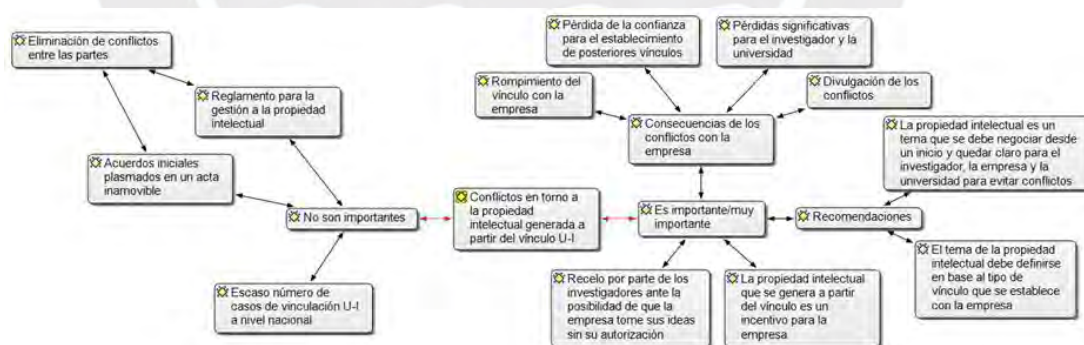 Eliminación de conflictos
entre las partes
Reglamento para la
gestión a la propiedad
intelectual
Acuerdos iniciales
plasmados en un acta
inamovible
No son importantes
Escaso número de
casos de vinculación U-I
a nivel nacional
Conflictos en torno a
la propiedad
intelectual generada a
partir del vínculo U-I
Pérdida de la confianza
para el establecimiento
de posteriores vínculos
Pérdidas significativas
para el investigador y la
universidad
Rompimiento del
vínculo con la
empresa
Divulgación de los
conflictos
Consecuencias de los
conflictos con la
empresa
La propiedad intelectual es un
tema que se debe negociar desde
un inicio y quedar claro para el
investigador, la empresa y la
universidad para evitar conflictos
Es importante/muy
importante
Recomendaciones
El tema de la propiedad
intelectual debe definirse
en base al tipo de
vínculo que se establece
con la empresa
Recelo por parte de los
investigadores ante la
posibilidad de que la
empresa tome sus ideas
sin su autorización
La propiedad intelectual
que se genera a partir
del vínculo es un
incentivo para la
empresa